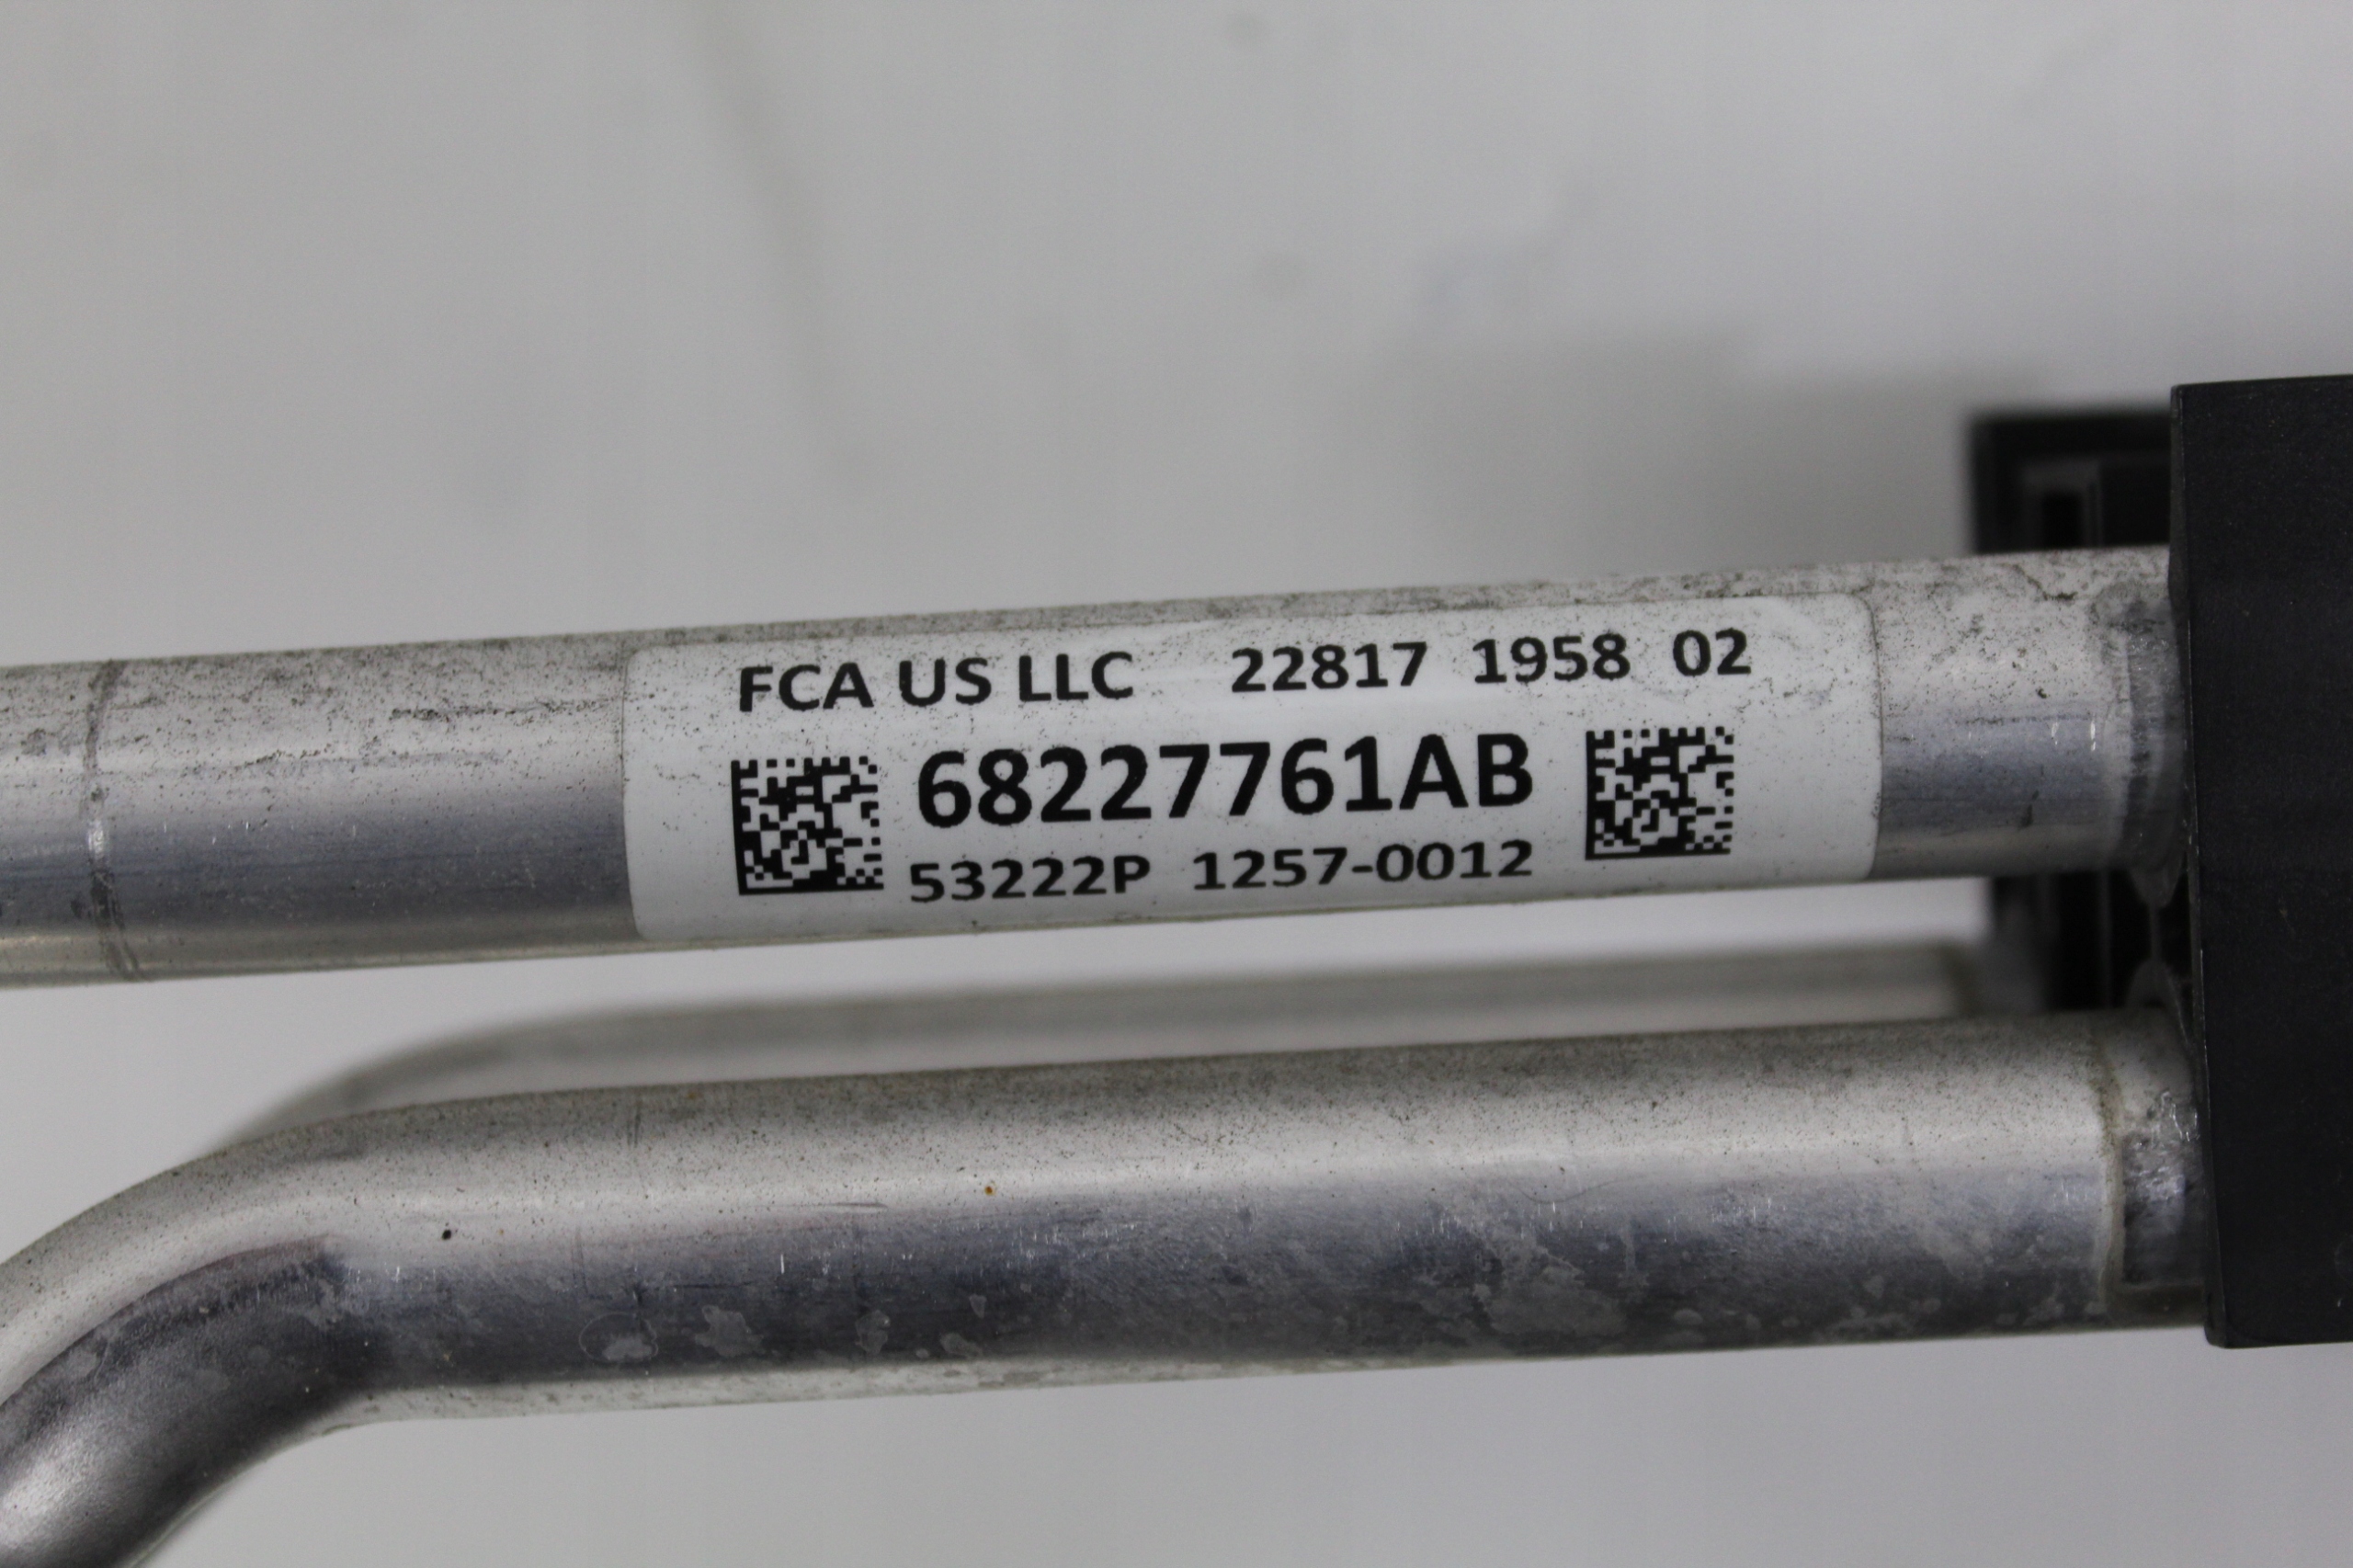 FCA US LLC 22817 1958 02
68227761AB
53222P 1257-0012